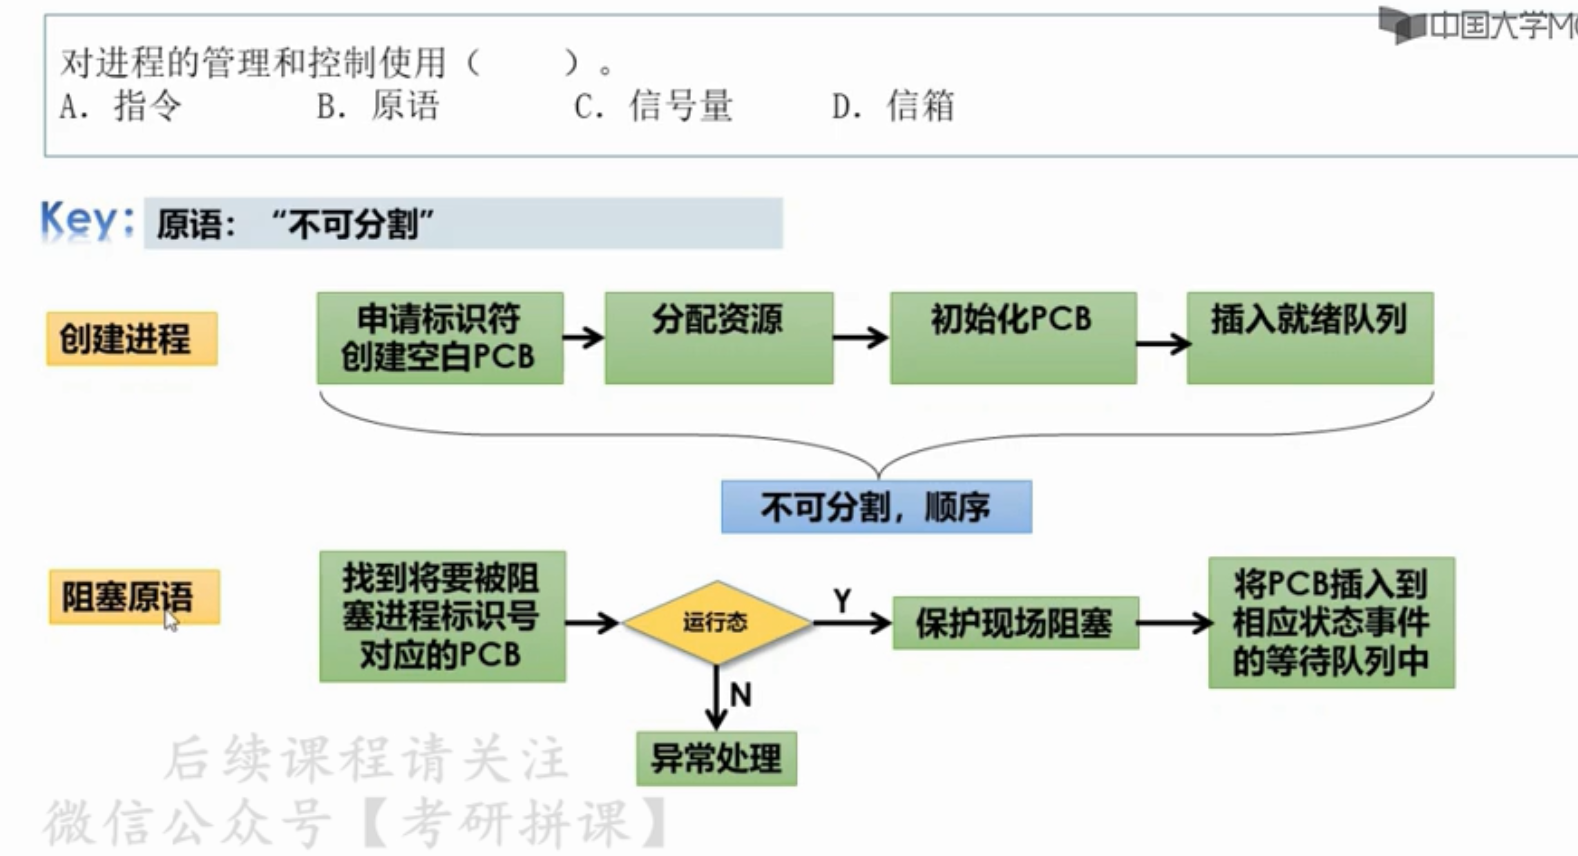 中国大学M
对进程的管理和控制使用（　　）。
A. 指令　B. 原语　C. 信号量　D. 信箱
Key: 原语：“不可分割”
创建进程
申请标识符
创建空白PCB
分配资源
初始化PCB
插入就绪队列
不可分割，顺序
阻塞原语
找到将要被阻
塞进程标识号
对应的PCB
运行态
Y
保护现场阻塞
将PCB插入到
相应状态事件
的等待队列中
N
异常处理
后续课程请关注
微信公众号【考研拼课】